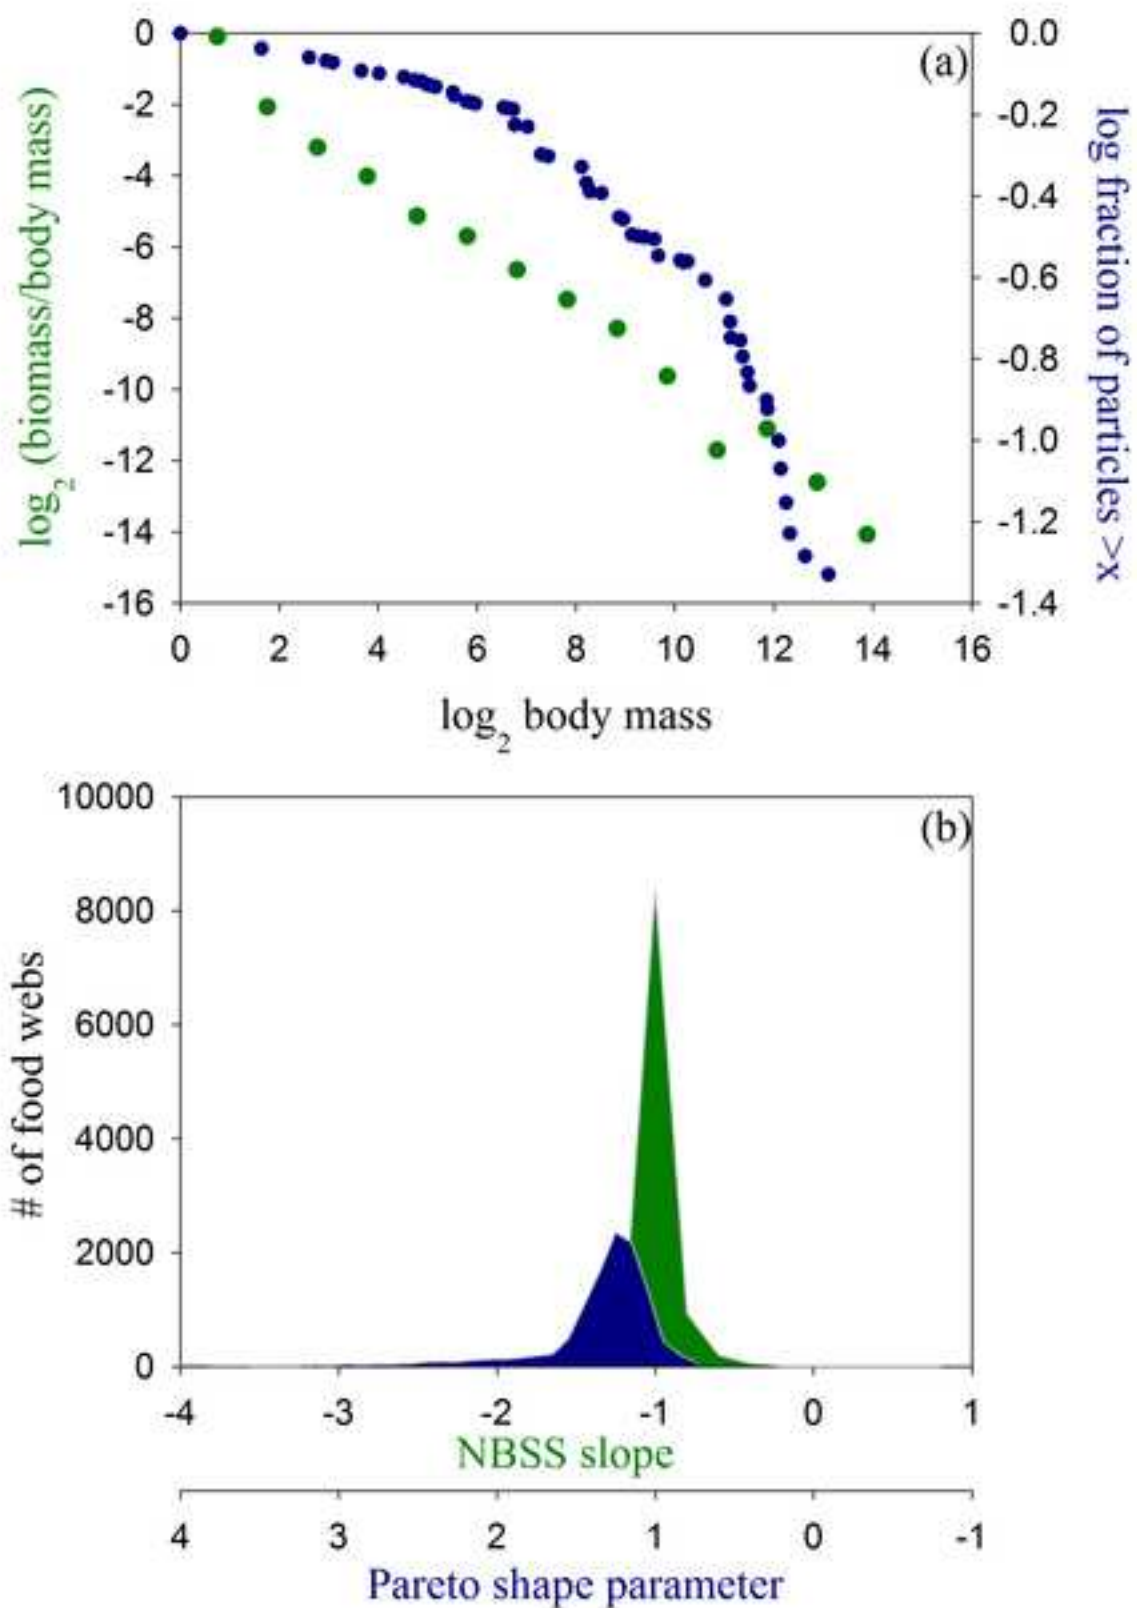 (a)
0
-2
-4
-6
-8
-10
-12
-14
-16
log2 (biomass/body mass)
0.0
-0.2
-0.4
-0.6
-0.8
-1.0
-1.2
-1.4
log fraction of particles >x
0 2 4 6 8 10 12 14 16
log2 body mass
(b)
10000
8000
6000
4000
2000
0
# of food webs
-4 -3 -2 -1 0 1
NBSS slope
4 3 2 1 0 -1
Pareto shape parameter